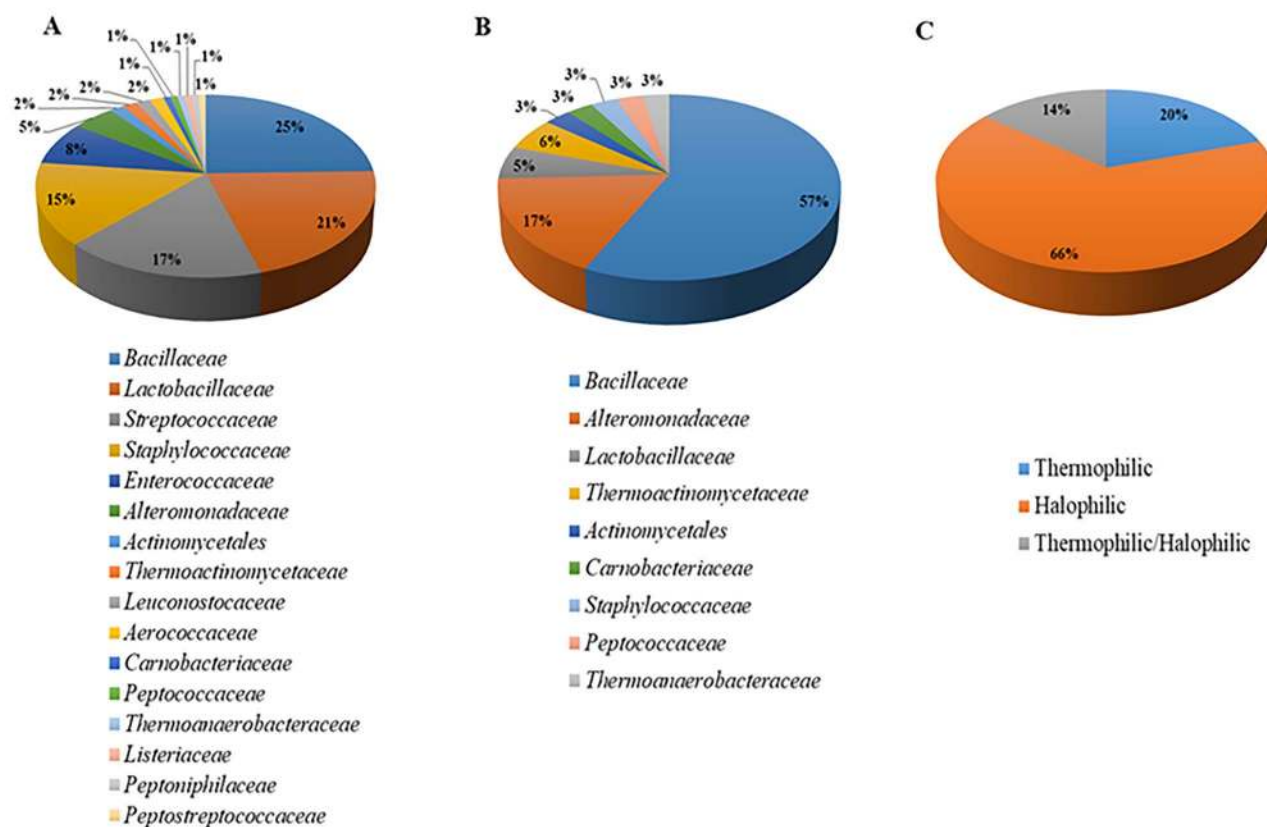 A
1%
1%
1%
1%
1%
1%
2%
2%
2%
2%
5%
8%
15%
17%
21%
25%
Bacillaceae
Lactobacillaceae
Streptococcaceae
Staphylococcaceae
Enterococcaceae
Alteromonadaceae
Actinomycetales
Thermoactinomycetaceae
Leuconostocaceae
Aerococcaceae
Carnobacteriaceae
Peptococcaceae
Thermoanaerobacteraceae
Listeriaceae
Peptoniphilaceae
Peptostreptococcaceae
B
3%
3%
3%
3%
3%
6%
5%
17%
57%
Bacillaceae
Alteromonadaceae
Lactobacillaceae
Thermoactinomycetaceae
Actinomycetales
Carnobacteriaceae
Staphylococcaceae
Peptococcaceae
Thermoanaerobacteraceae
C
14%
20%
66%
Thermophilic
Halophilic
Thermophilic/Halophilic